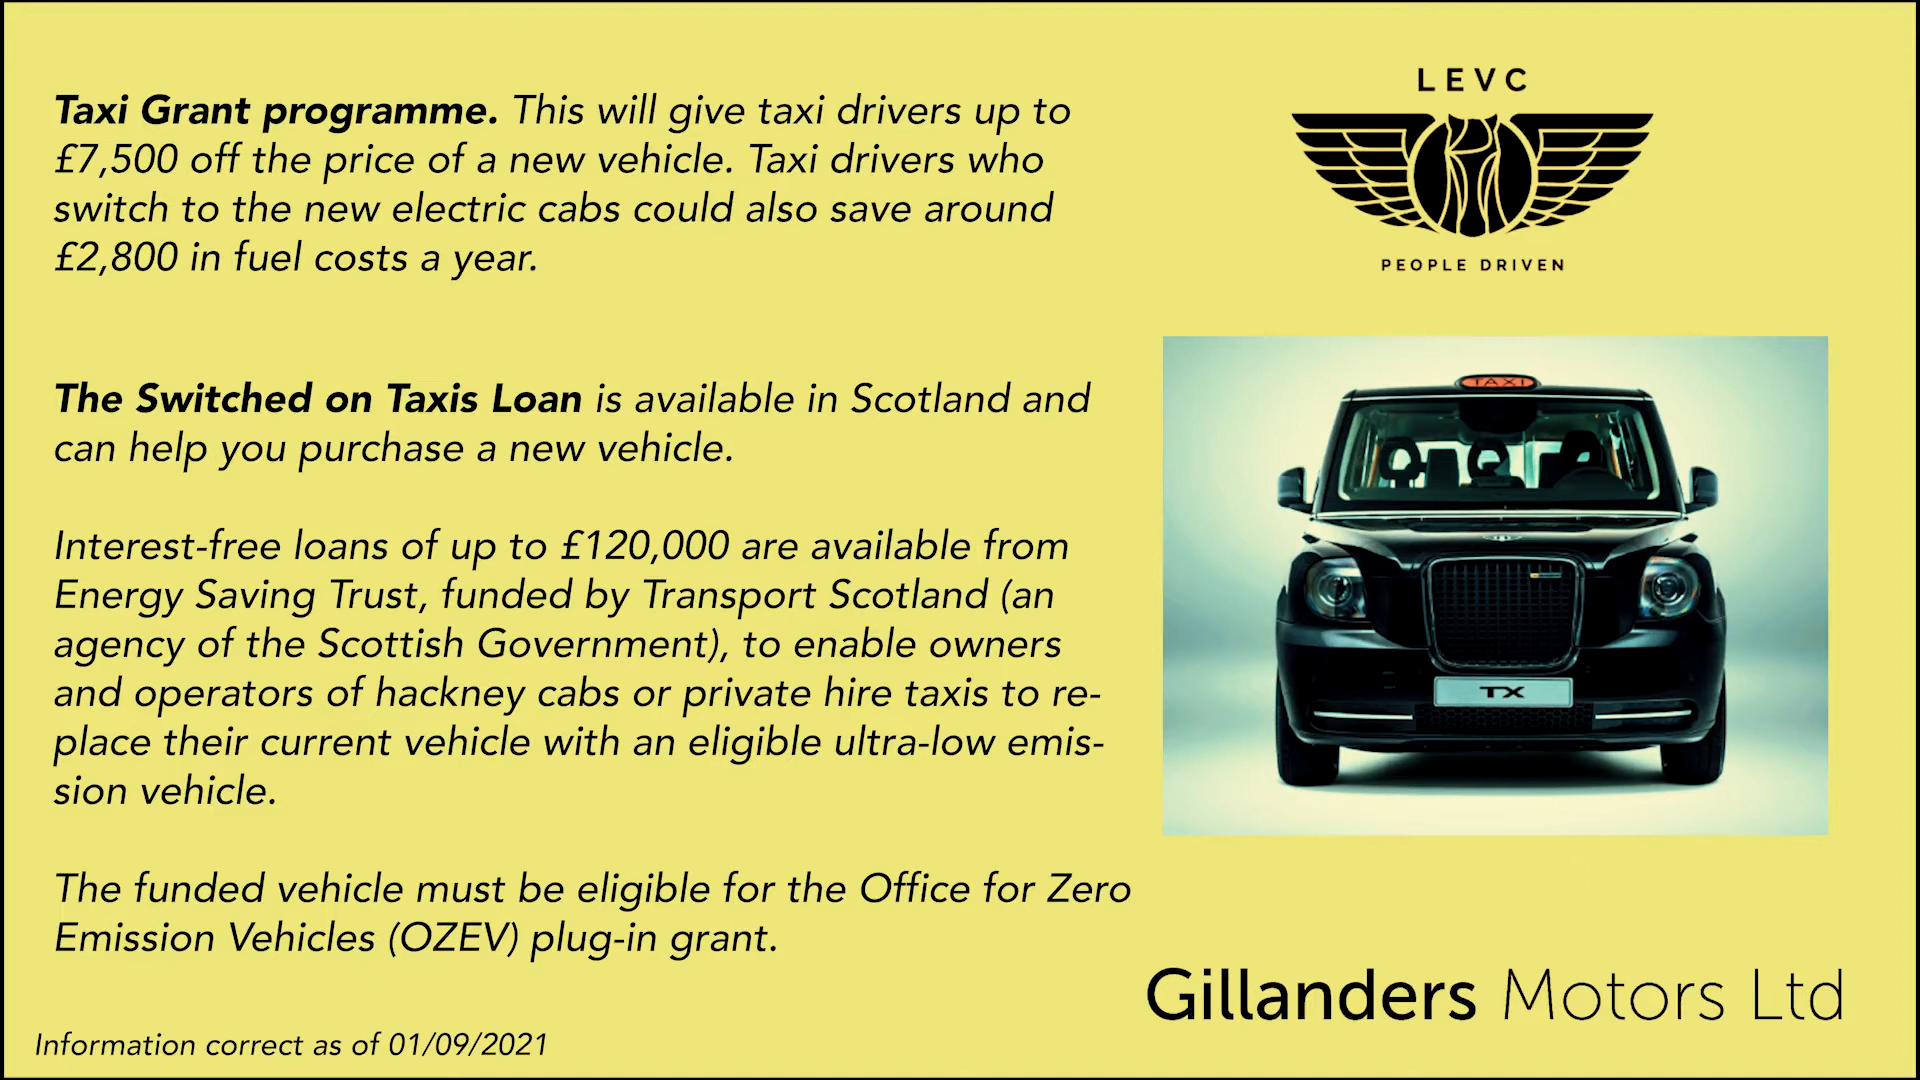 Taxi Grant programme. This will give taxi drivers up to
£7,500 off the price of a new vehicle. Taxi drivers who
switch to the new electric cabs could also save around
£2,800 in fuel costs a year.
The Switched on Taxis Loan is available in Scotland and
can help you purchase a new vehicle.
Interest-free loans of up to £120,000 are available from
Energy Saving Trust, funded by Transport Scotland (an
agency of the Scottish Government), to enable owners
and operators of hackney cabs or private hire taxis to re-
place their current vehicle with an eligible ultra-low emis-
sion vehicle.
The funded vehicle must be eligible for the Office for Zero
Emission Vehicles (OZEV) plug-in grant.
Information correct as of 01/09/2021
LEVC
PEOPLE DRIVEN
TAXI
TX
Gillanders Motors Ltd